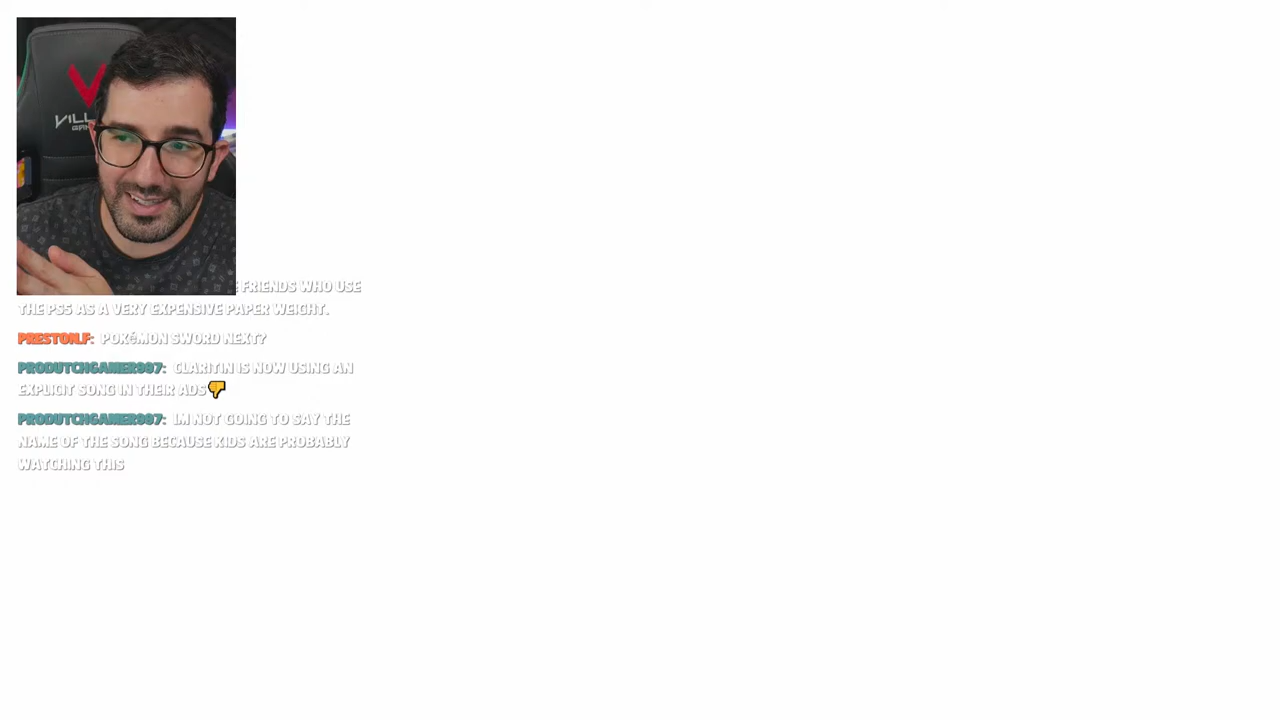 VILL
FRIENDS WHO USE
THE PS5 AS A VERY EXPENSIVE PAPER WEIGHT.
PRESTON.F: POKéMON SWORD NEXT?
PRODUTCHGAMER997: CLARITIN IS NOW USING AN
EXPLICIT SONG IN THEIR ADS👎
PRODUTCHGAMER997: IM NOT GOING TO SAY THE
NAME OF THE SONG BECAUSE KIDS ARE PROBABLY
WATCHING THIS